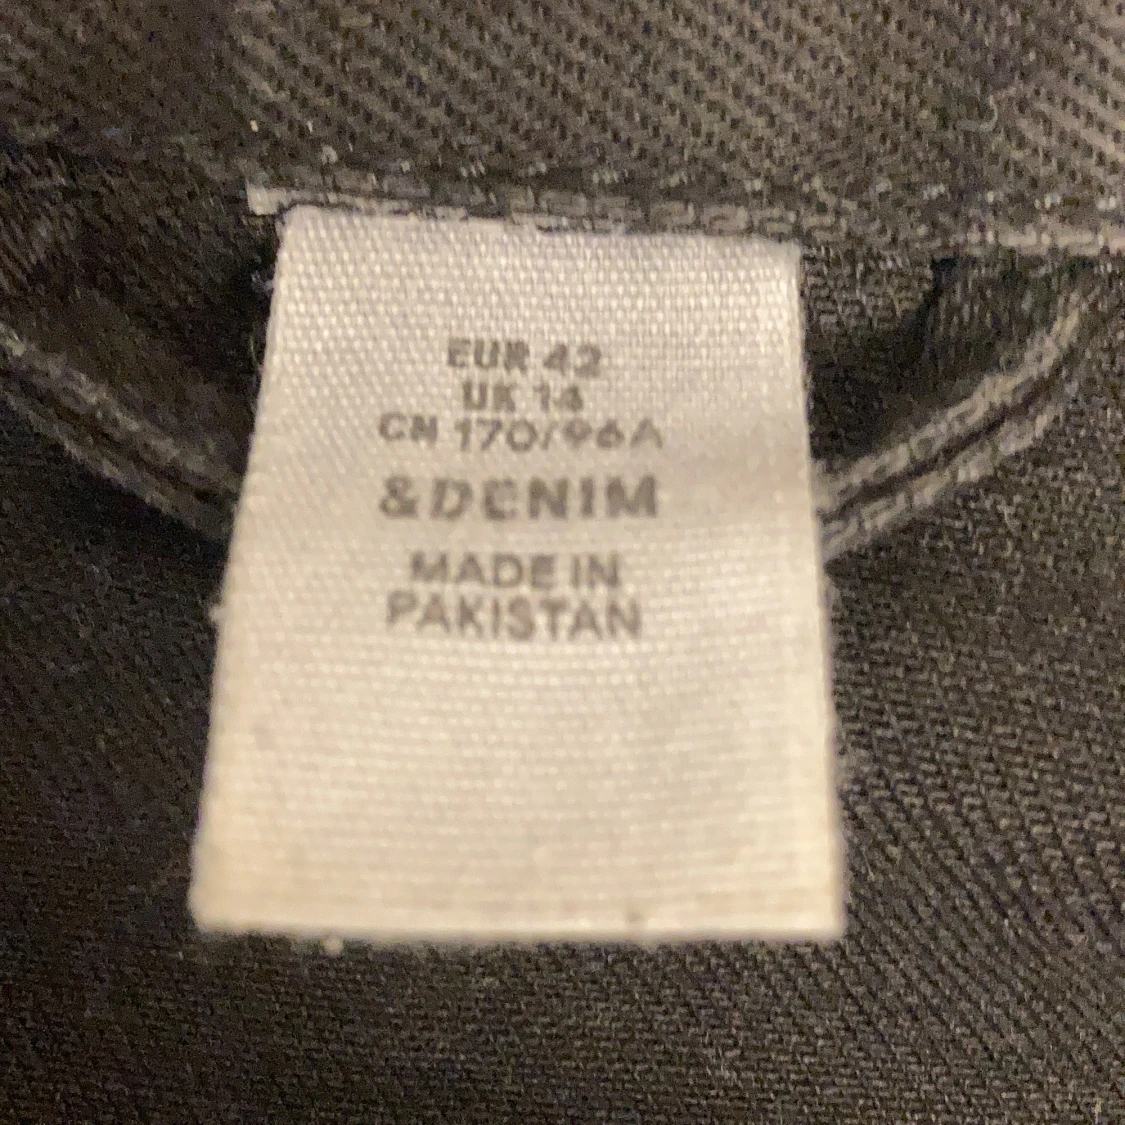 EUR 42
UK 14
CN 170/96A
&DENIM
MADE IN
PAKISTAN